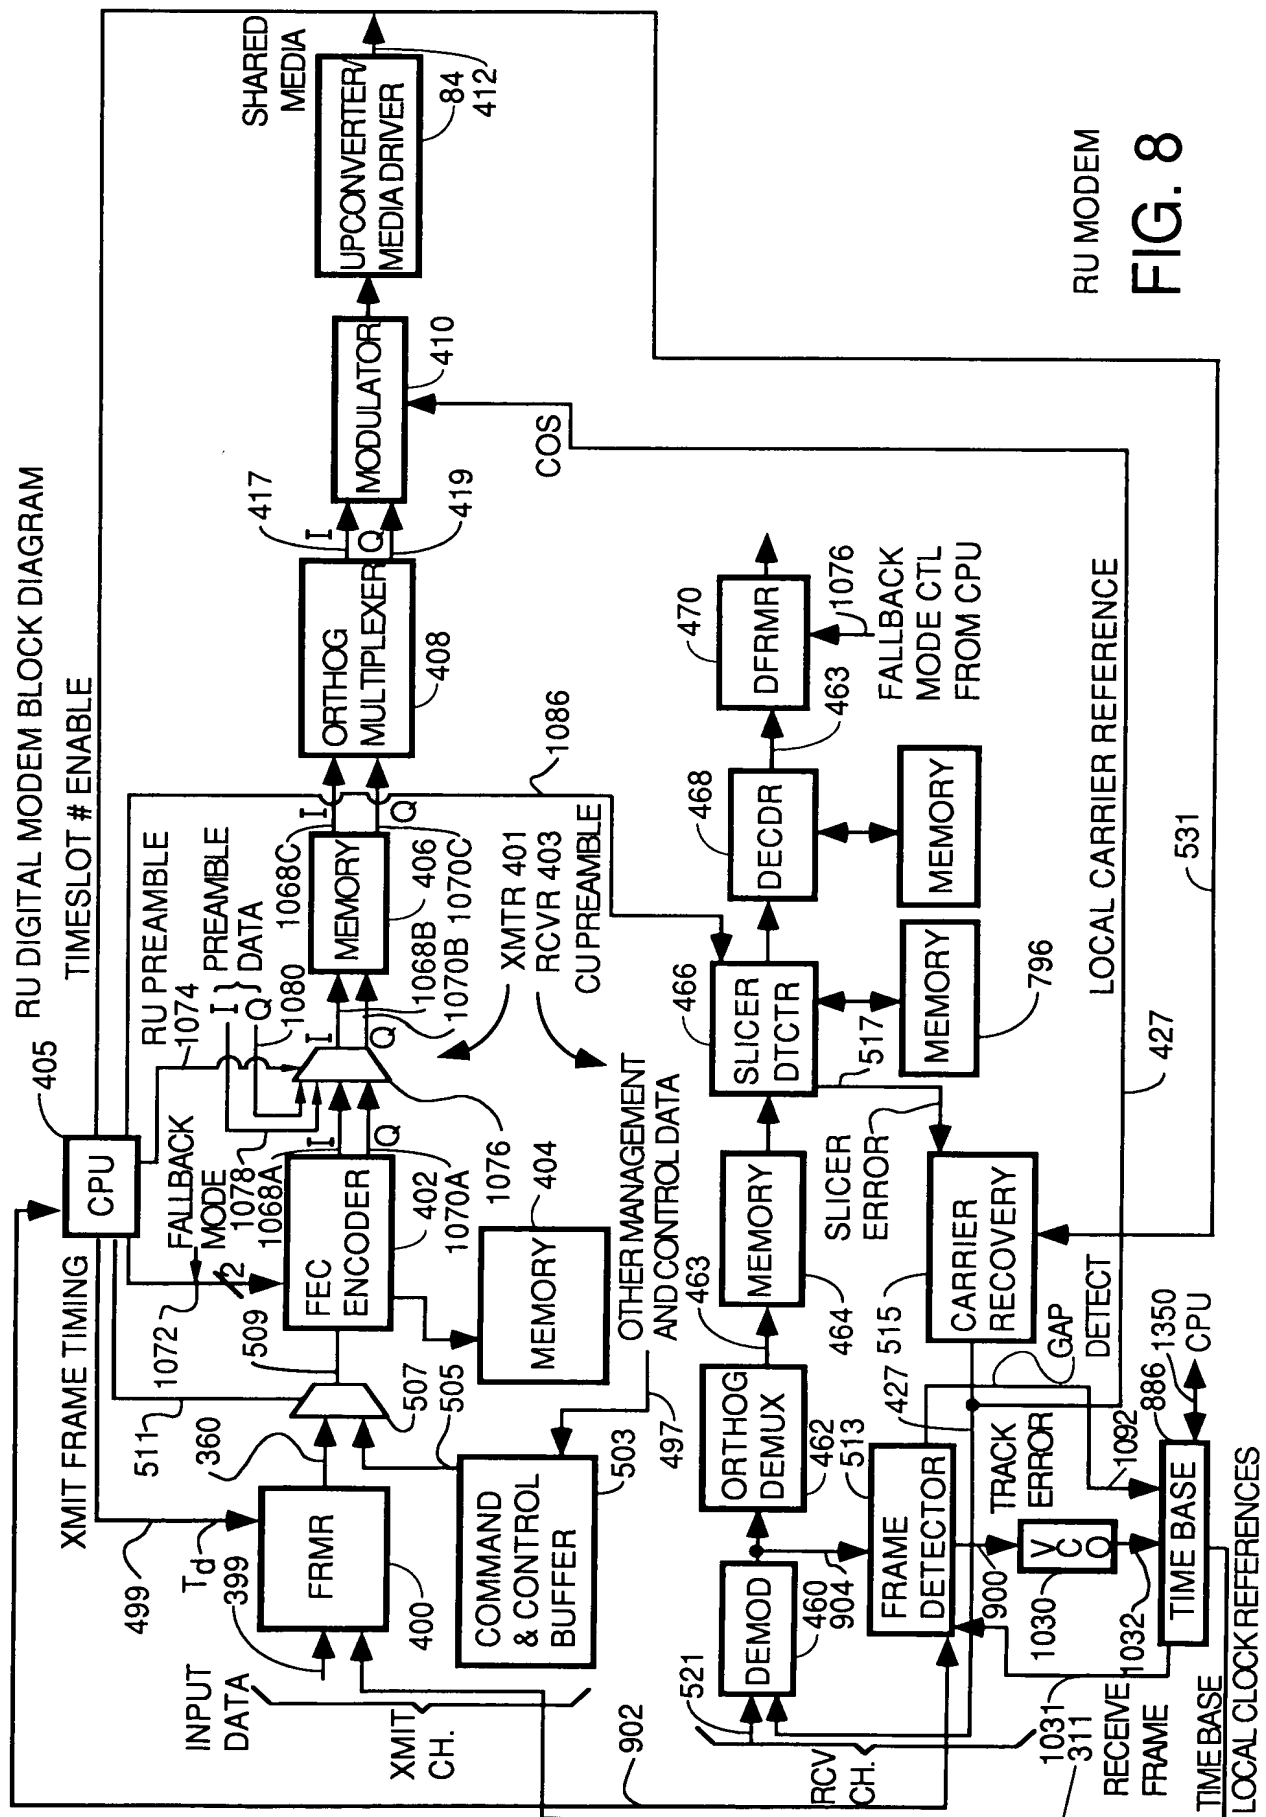 RU DIGITAL MODEM BLOCK DIAGRAM
TIMESLOT # ENABLE
405
CPU
XMIT FRAME TIMING
499
Td
511
1072
FALLBACK
MODE
2
RU PREAMBLE
1074
I
Q
PREAMBLE
DATA
1080
1078
1068A
I
Q
1070A
INPUT
DATA
399
FRMR
400
360
509
507
505
FEC
ENCODER
402
MEMORY
404
1076
I
Q
1068B
1070B
MEMORY
406
1068C
I
Q
1070C
ORTHOG
MULTIPLEXER
408
417
I
Q
419
MODULATOR
410
COS
UPCONVERTER/
MEDIA DRIVER
84
412
SHARED
MEDIA
XMIT
CH.
COMMAND
& CONTROL
BUFFER
503
497
OTHER MANAGEMENT
AND CONTROL DATA
XMTR 401
RCVR 403
CU PREAMBLE
1086
902
RCV
CH.
521
DEMOD
460
904
ORTHOG
DEMUX
462
463
MEMORY
464
SLICER
DTCTR
466
517
SLICER
ERROR
MEMORY
796
DECDR
468
MEMORY
463
DFRMR
470
1076
FALLBACK
MODE CTL
FROM CPU
FRAME
DETECTOR
513
427
515
CARRIER
RECOVERY
GAP
DETECT
TRACK
ERROR
900
VCO
1030
1032
1092
TIME BASE
886
1350
CPU
1031
311
RECEIVE
FRAME
TIME BASE
LOCAL CLOCK REFERENCES
LOCAL CARRIER REFERENCE
427
531
RU MODEM
FIG. 8